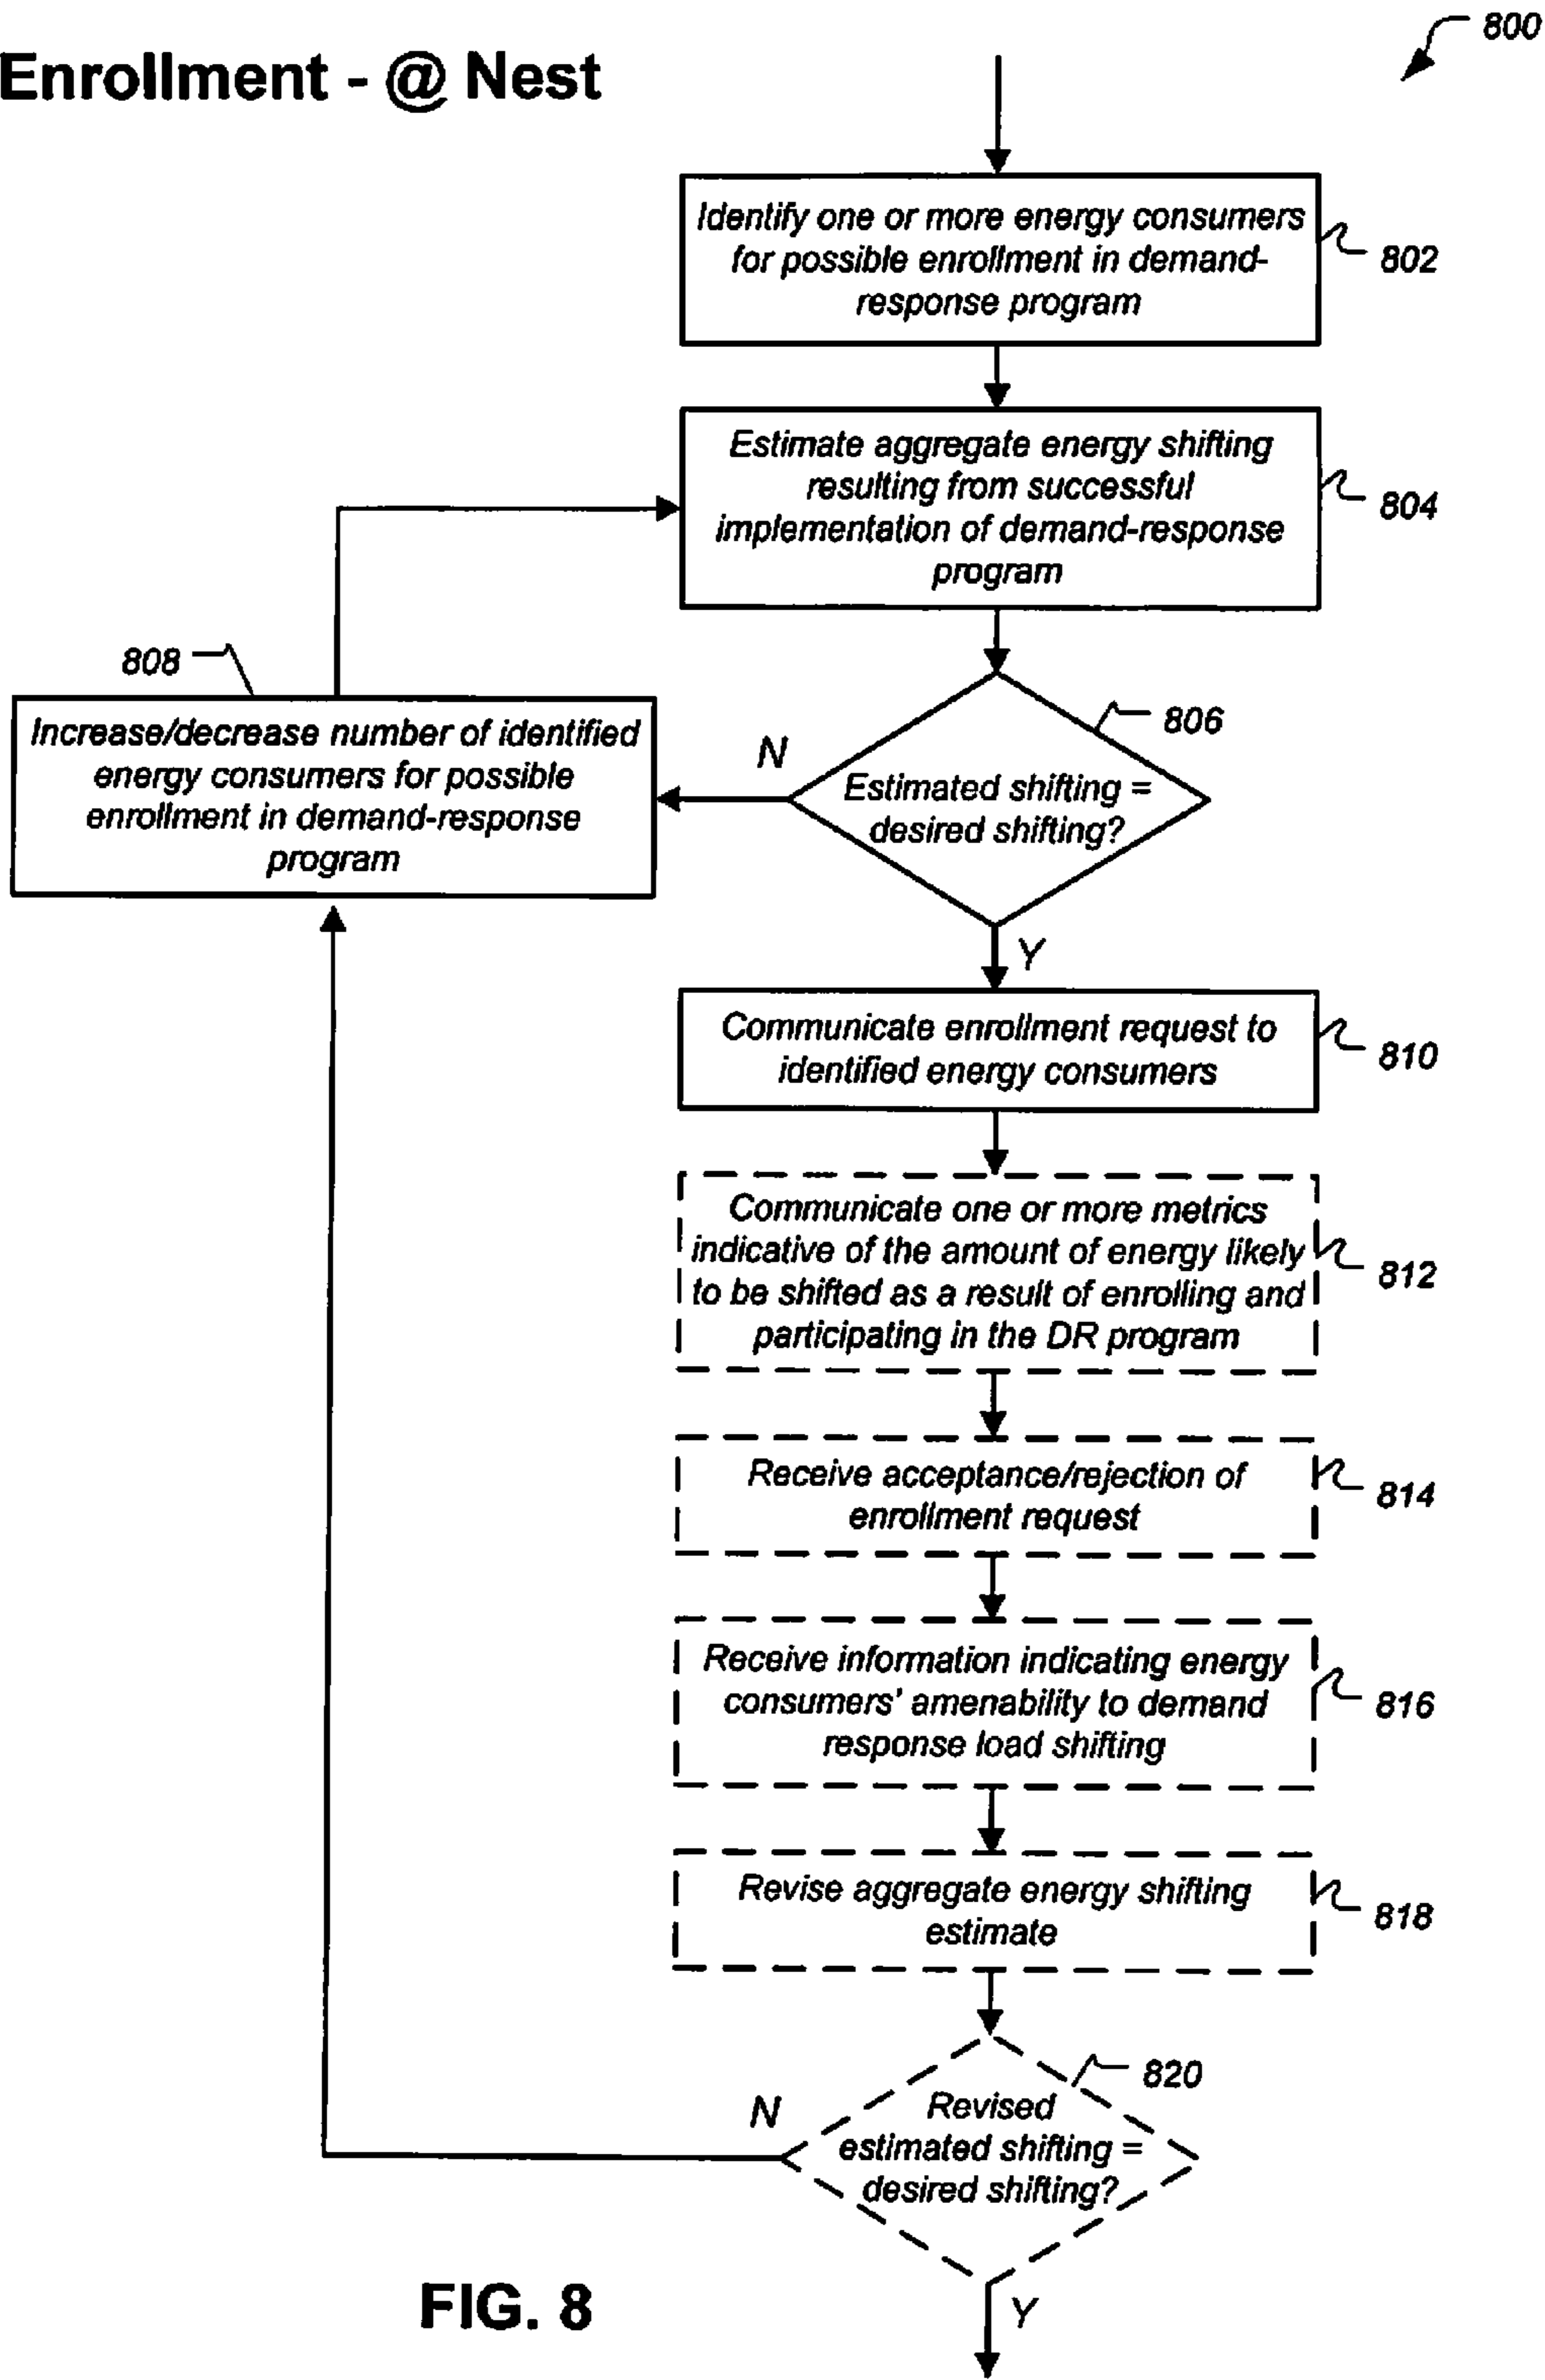 800
Enrollment - @ Nest
Identify one or more energy consumers
for possible enrollment in demand-
response program
802
Estimate aggregate energy shifting
resulting from successful
implementation of demand-response
program
804
808
Increase/decrease number of identified
energy consumers for possible
enrollment in demand-response
program
806
N
Estimated shifting =
desired shifting?
Y
Communicate enrollment request to
identified energy consumers
810
Communicate one or more metrics
indicative of the amount of energy likely
to be shifted as a result of enrolling and
participating in the DR program
812
Receive acceptance/rejection of
enrollment request
814
Receive information indicating energy
consumers' amenability to demand
response load shifting
816
Revise aggregate energy shifting
estimate
818
820
N
Revised
estimated shifting =
desired shifting?
Y
FIG. 8